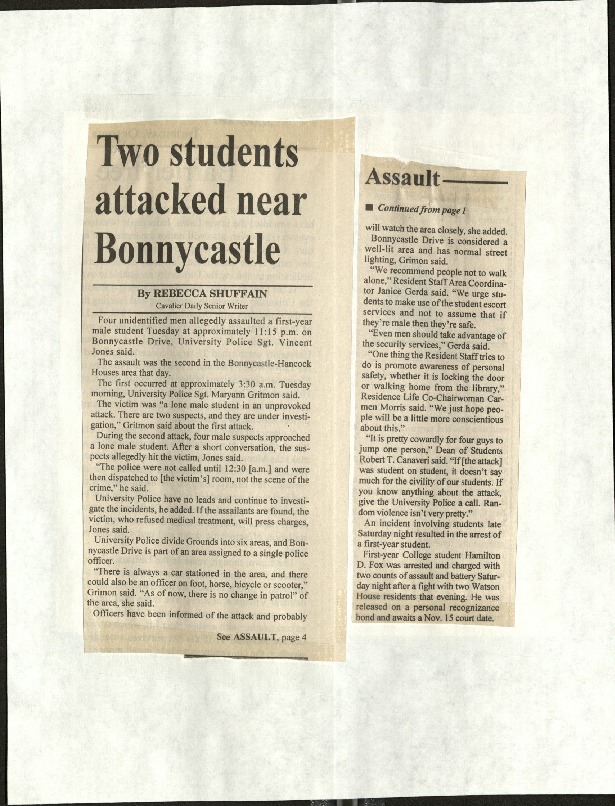 Two students
attacked near
Bonnycastle
By REBECCA SHUFFAIN
Cavalier Daily Senior Writer
Four unidentified men allegedly assaulted a first-year
male student Tuesday at approximately 11:15 p.m. on
Bonnycastle Drive, University Police Sgt. Vincent
Jones said.
The assault was the second in the Bonnycastle-Hancock
Houses area that day.
The first occurred at approximately 3:30 a.m. Tuesday
morning, University Police Sgt. Maryann Gritmon said.
The victim was "a lone male student in an unprovoked
attack. There are two suspects, and they are under investi-
gation," Gritmon said about the first attack.
During the second attack, four male suspects approached
a lone male student. After a short conversation, the sus-
pects allegedly hit the victim, Jones said.
"The police were not called until 12:30 [a.m.] and were
then dispatched to [the victim's] room, not the scene of the
crime," he said.
University Police have no leads and continue to investi-
gate the incidents, he added. If the assailants are found, the
victim, who refused medical treatment, will press charges,
Jones said.
University Police divide Grounds into six areas, and Bon-
nycastle Drive is part of an area assigned to a single police
officer.
"There is always a car stationed in the area, and there
could also be an officer on foot, horse, bicycle or scooter,"
Grimon said. "As of now, there is no change in patrol" of
the area, she said.
Officers have been informed of the attack and probably
See ASSAULT, page 4
Assault
■ Continued from page 1
will watch the area closely, she added.
Bonnycastle Drive is considered a
well-lit area and has normal street
lighting, Grimon said.
"We recommend people not to walk
alone," Resident Staff Area Coordina-
tor Janice Gerda said. "We urge stu-
dents to make use of the student escort
services and not to assume that if
they're male then they're safe.
"Even men should take advantage of
the security services," Gerda said.
"One thing the Resident Staff tries to
do is promote awareness of personal
safety, whether it is locking the door
or walking home from the library,"
Residence Life Co-Chairwoman Car-
men Morris said. "We just hope peo-
ple will be a little more conscientious
about this."
"It is pretty cowardly for four guys to
jump one person," Dean of Students
Robert T. Canavari said. "If [the attack]
was student on student, it doesn't say
much for the civility of our students. If
you know anything about the attack,
give the University Police a call. Ran-
dom violence isn't very pretty."
An incident involving students late
Saturday night resulted in the arrest of
a first-year student.
First-year College student Hamilton
D. Fox was arrested and charged with
two counts of assault and battery Satur-
day night after a fight with two Watson
House residents that evening. He was
released on a personal recognizance
bond and awaits a Nov. 15 court date.